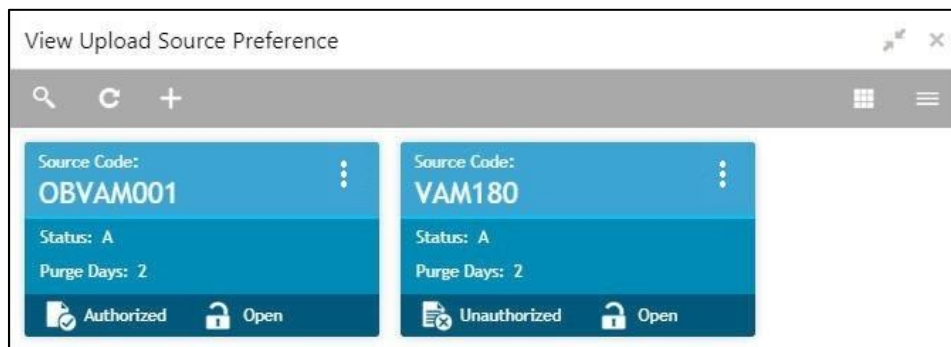 View Upload Source Preference
Source Code:
OBVAM001
Status: A
Purge Days: 2
Authorized Open
Source Code:
VAM180
Status: A
Purge Days: 2
Unauthorized Open